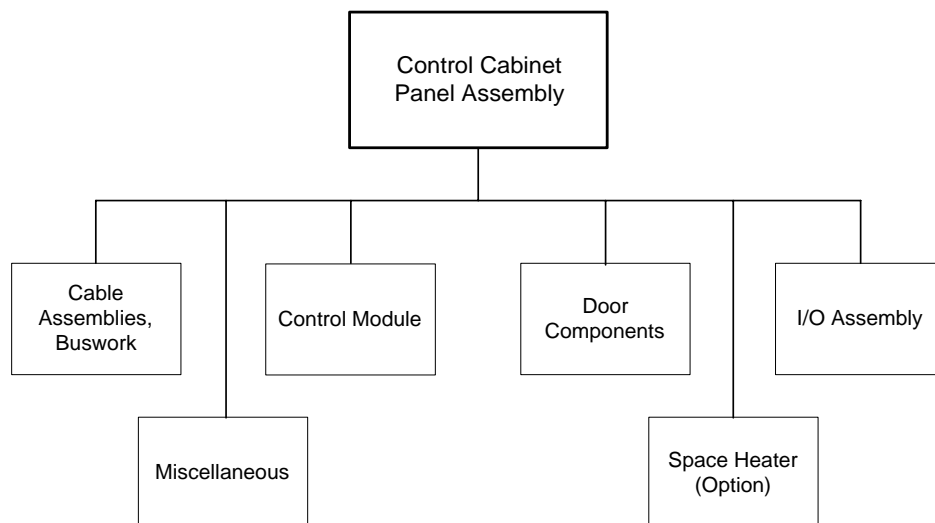 Control Cabinet
Panel Assembly
Cable
Assemblies,
Buswork
Control Module
Door
Components
I/O Assembly
Miscellaneous
Space Heater
(Option)